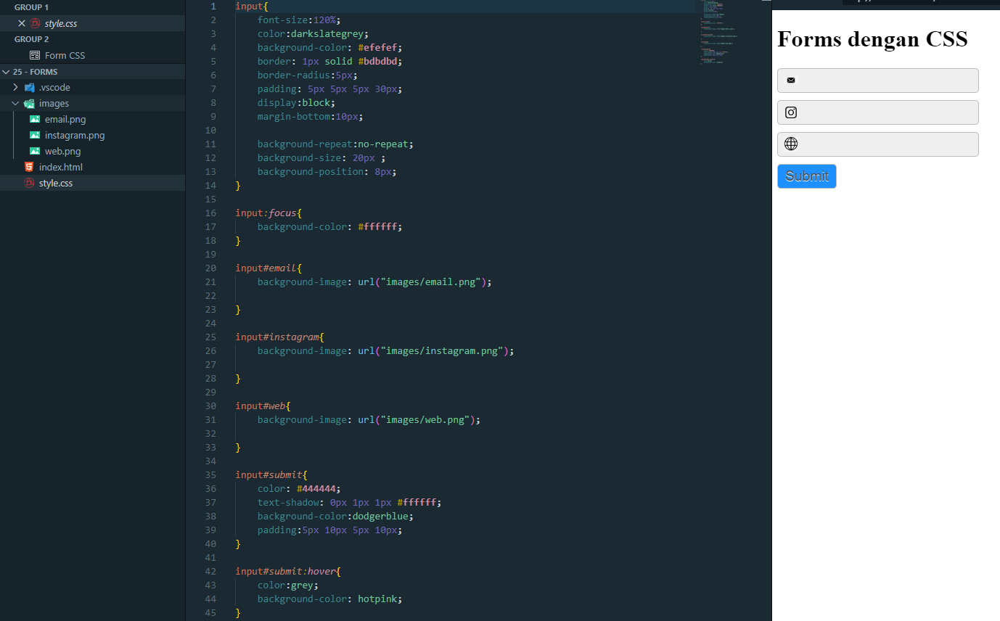 GROUP 1
style.css
GROUP 2
Form CSS
25 - FORMS
.vscode
images
email.png
instagram.png
web.png
index.html
style.css
1 input{
2 font-size:120%;
3 color:darkslategrey;
4 background-color: #efefef;
5 border: 1px solid #bdbdbd;
6 border-radius:5px;
7 padding: 5px 5px 5px 30px;
8 display:block;
9 margin-bottom:10px;
10
11 background-repeat:no-repeat;
12 background-size: 20px ;
13 background-position: 8px;
14 }
15
16 input:focus{
17 background-color: #ffffff;
18 }
19
20 input#email{
21 background-image: url("images/email.png");
22
23 }
24
25 input#instagram{
26 background-image: url("images/instagram.png");
27
28 }
29
30 input#web{
31 background-image: url("images/web.png");
32
33 }
34
35 input#submit{
36 color: #444444;
37 text-shadow: 0px 1px 1px #ffffff;
38 background-color:dodgerblue;
39 padding:5px 10px 5px 10px;
40 }
41
42 input#submit:hover{
43 color:grey;
44 background-color: hotpink;
45 }
Forms dengan CSS
Submit